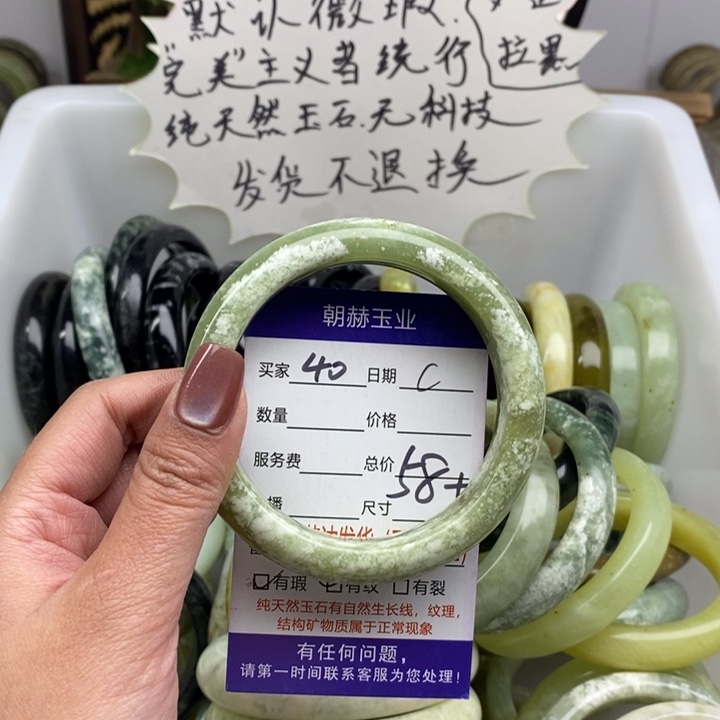 默认微瑕.
"完美"主义者绕行
拉黑
纯天然玉石.无科技
发货不退换
朝赫玉业
买家 40 日期 C
数量 价格
服务费 总价 58+
播 尺寸
有瑕 有纹 有裂
纯天然玉石有自然生长线，纹理，
结构矿物质属于正常现象
有任何问题，
请第一时间联系客服为您处理！